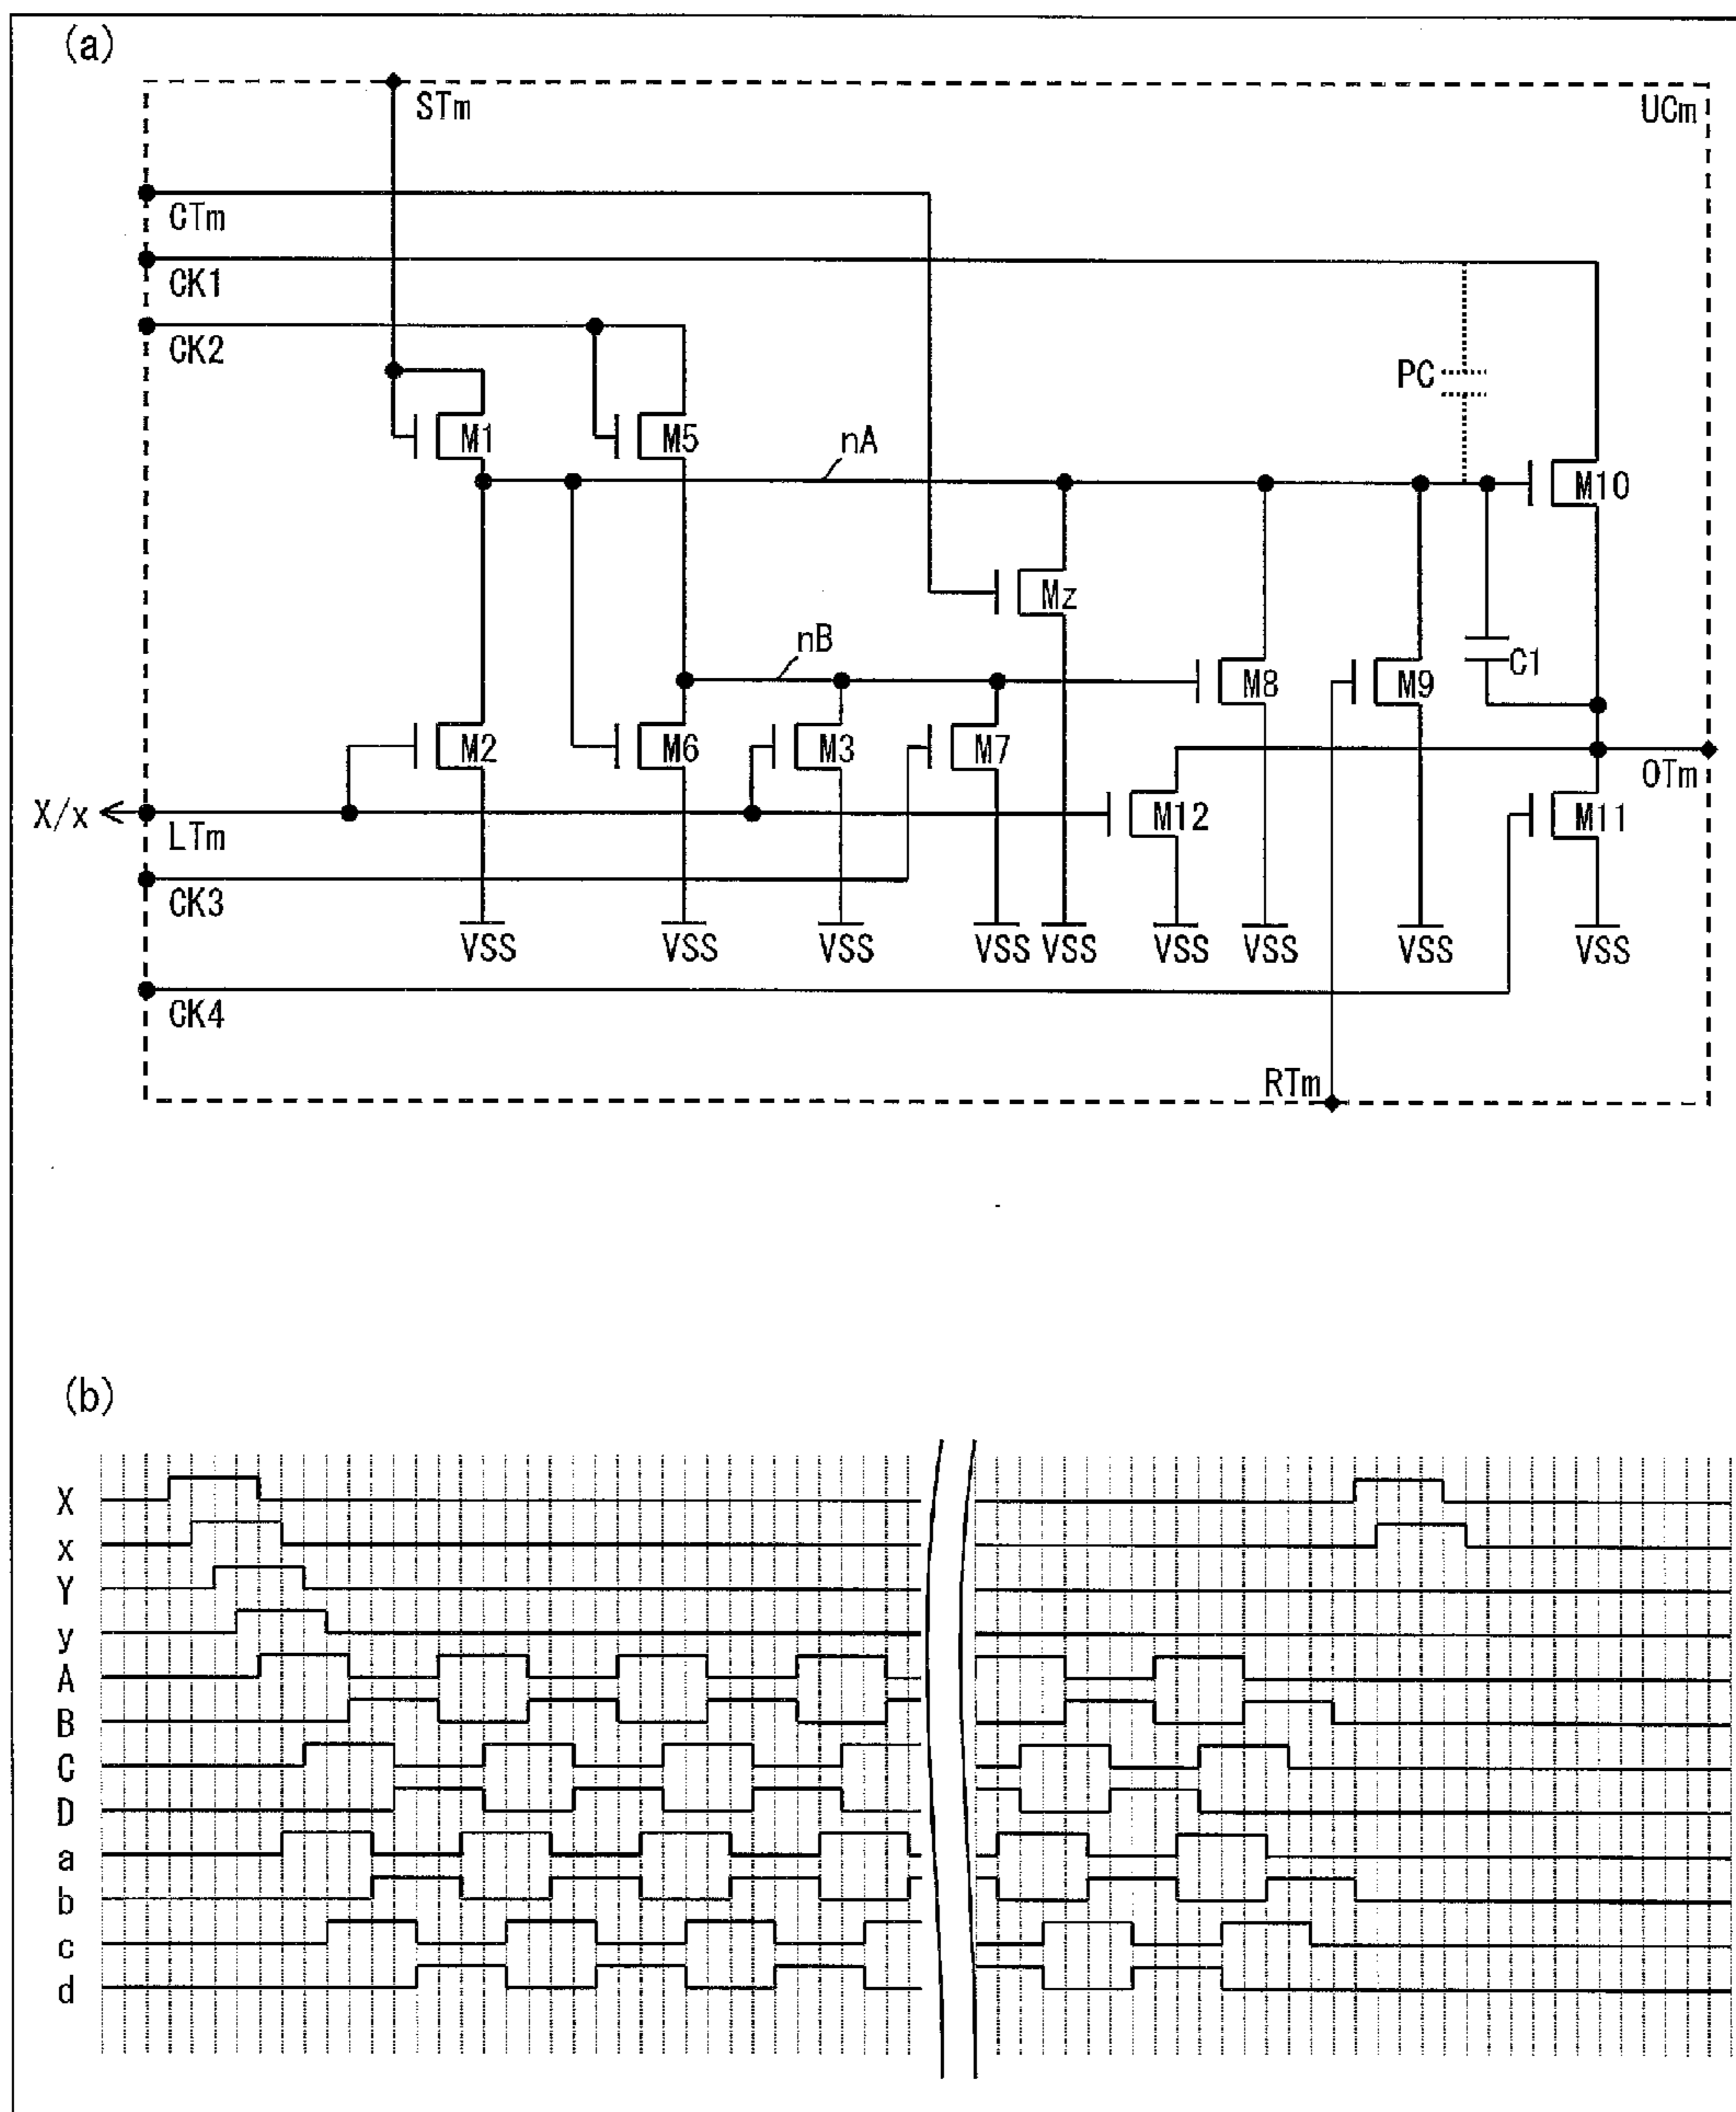 (a)
STm
UCm
CTm
CK1
CK2
PC
M1
M5
nA
M10
Mz
nB
C1
M8
M9
M2
M6
M3
M7
OTm
X/x
M12
M11
LTm
CK3
VSS VSS VSS VSS VSS VSS VSS VSS VSS
CK4
RTm
(b)
X
x
Y
y
A
B
C
D
a
b
c
d